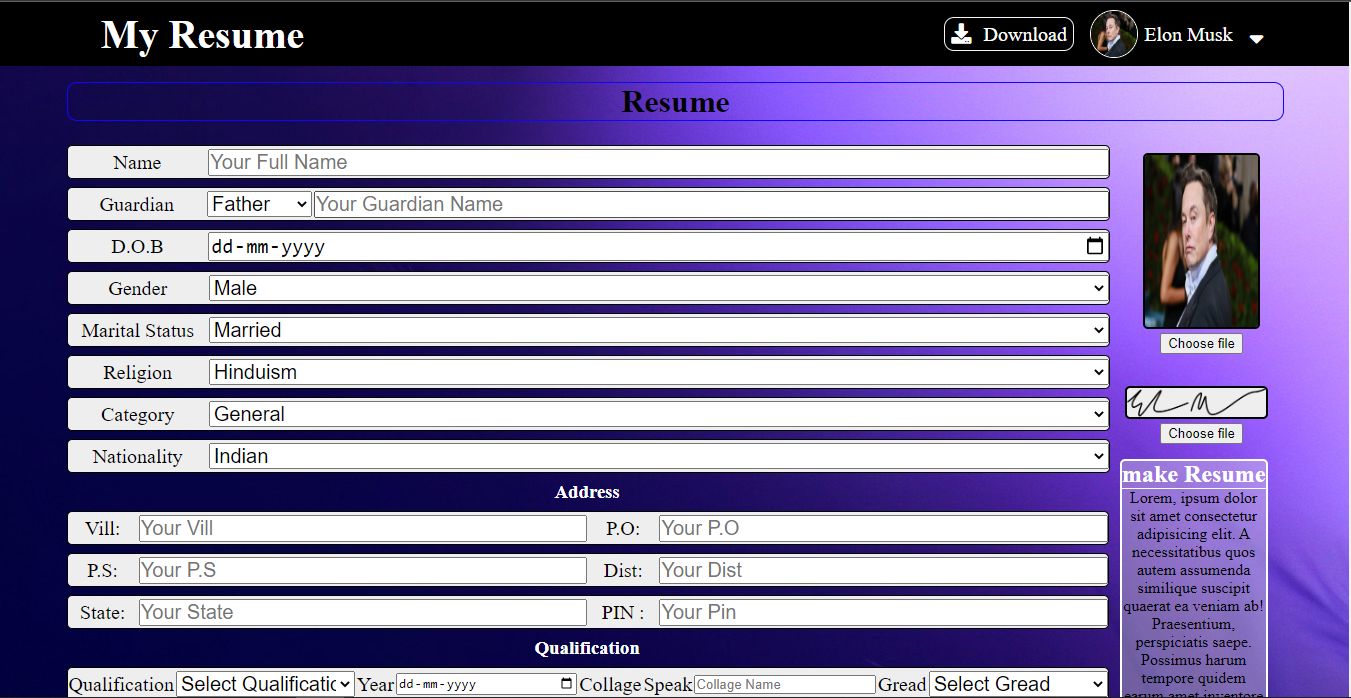 My Resume
Download
Elon Musk
Resume
Name Your Full Name
Guardian Father Your Guardian Name
D.O.B dd-mm-yyyy
Gender Male
Marital Status Married
Religion Hinduism
Category General
Nationality Indian
Address
Vill: Your Vill P.O: Your P.O
P.S: Your P.S Dist: Your Dist
State: Your State PIN : Your Pin
Qualification
Qualification Select Qualificatic Year dd-mm-yyyy Collage Speak Collage Name Gread Select Gread
Choose file
Choose file
make Resume
Lorem, ipsum dolor
sit amet consectetur
adipisicing elit. A
necessitatibus quos
autem assumenda
similique suscipit
quaerat ea veniam ab!
Praesentium,
perspiciatis saepe.
Possimus harum
tempore quidem
earum amet inventore